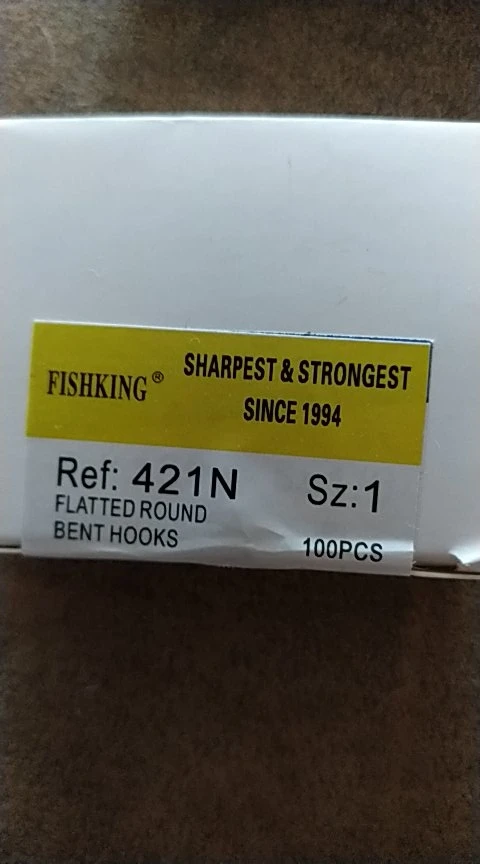 FISHKING®
SHARPEST & STRONGEST
SINCE 1994
Ref: 421N
Sz:1
FLATTED ROUND
BENT HOOKS
100PCS